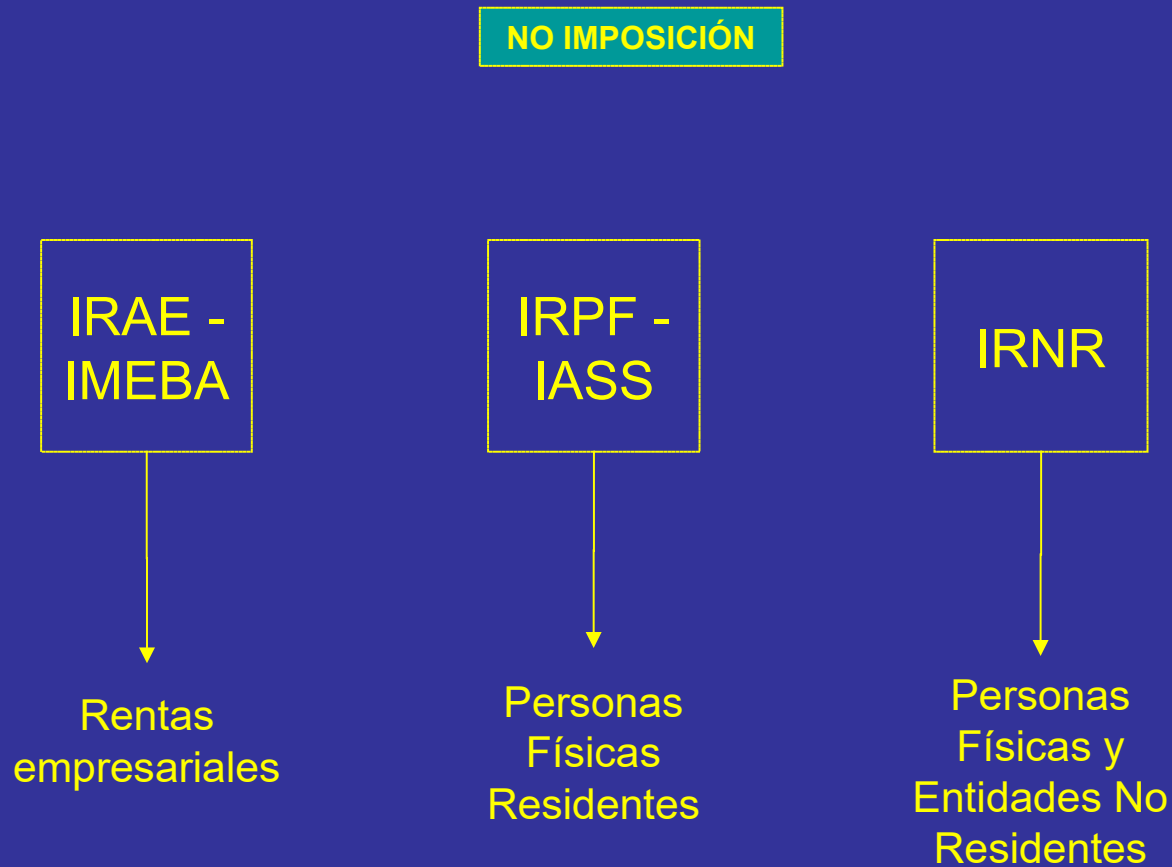 NO IMPOSICIÓN
IRAE -
IMEBA
IRPF -
IASS
IRNR
Rentas
empresariales
Personas
Físicas
Residentes
Personas
Físicas y
Entidades No
Residentes